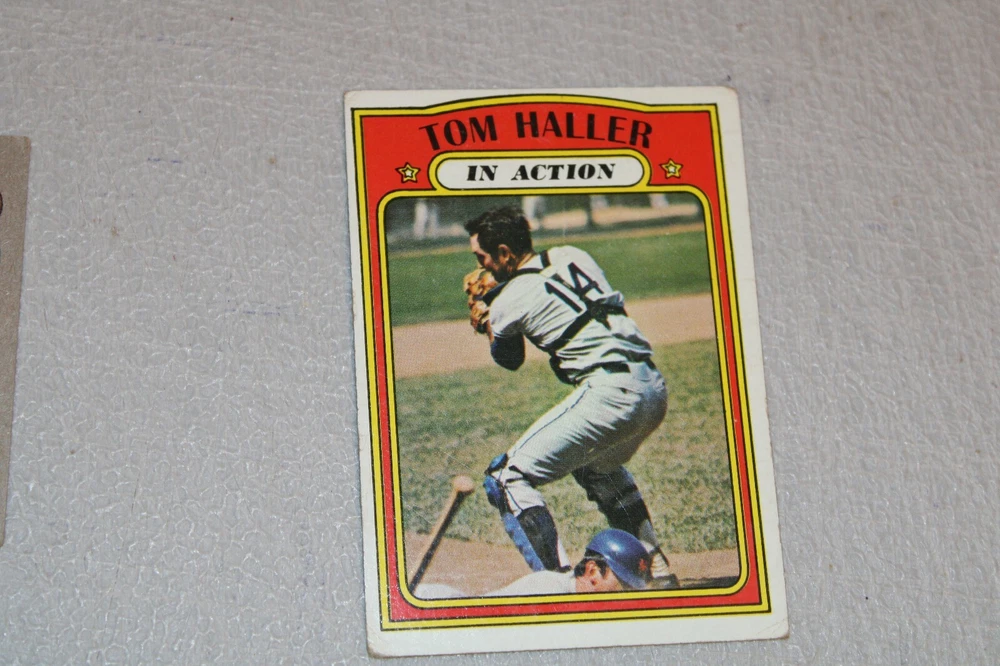 TOM HALLER
IN ACTION
14